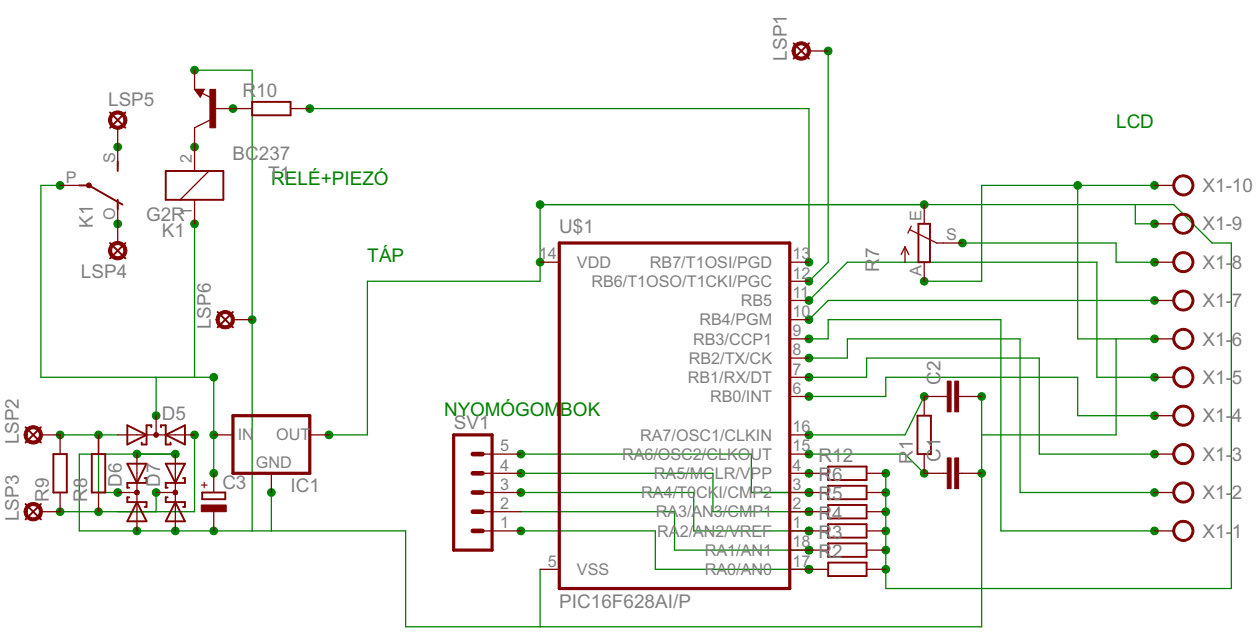 LSP1
R10
LSP5
LCD
BC237
T1
RELÉ+PIEZÓ
S
2
P
K1
O
G2R
1
K1
LSP4
X1-10
X1-9
X1-8
X1-7
X1-6
X1-5
X1-4
X1-3
X1-2
X1-1
E
S
A
R7
TÁP
LSP6
U$1
14
VDD
RB7/T1OSI/PGD
13
RB6/T1OSO/T1CKI/PGC
12
RB5
11
RB4/PGM
10
RB3/CCP1
9
RB2/TX/CK
8
RB1/RX/DT
7
RB0/INT
6
RA7/OSC1/CLKIN
16
RA6/OSC2/CLKOUT
15
RA5/MCLR/VPP
4
RA4/T0CKI/CMP2
3
RA3/AN3/CMP1
2
RA2/AN2/VREF
1
RA1/AN1
18
RA0/AN0
17
5
VSS
PIC16F628AI/P
R12
R6
R5
R4
R3
R2
C2
R1
C1
NYOMÓGOMBOK
SV1
5
4
3
2
1
LSP2
LSP3
R9
R8
D5
D6
D7
+
C3
IN
OUT
GND
IC1